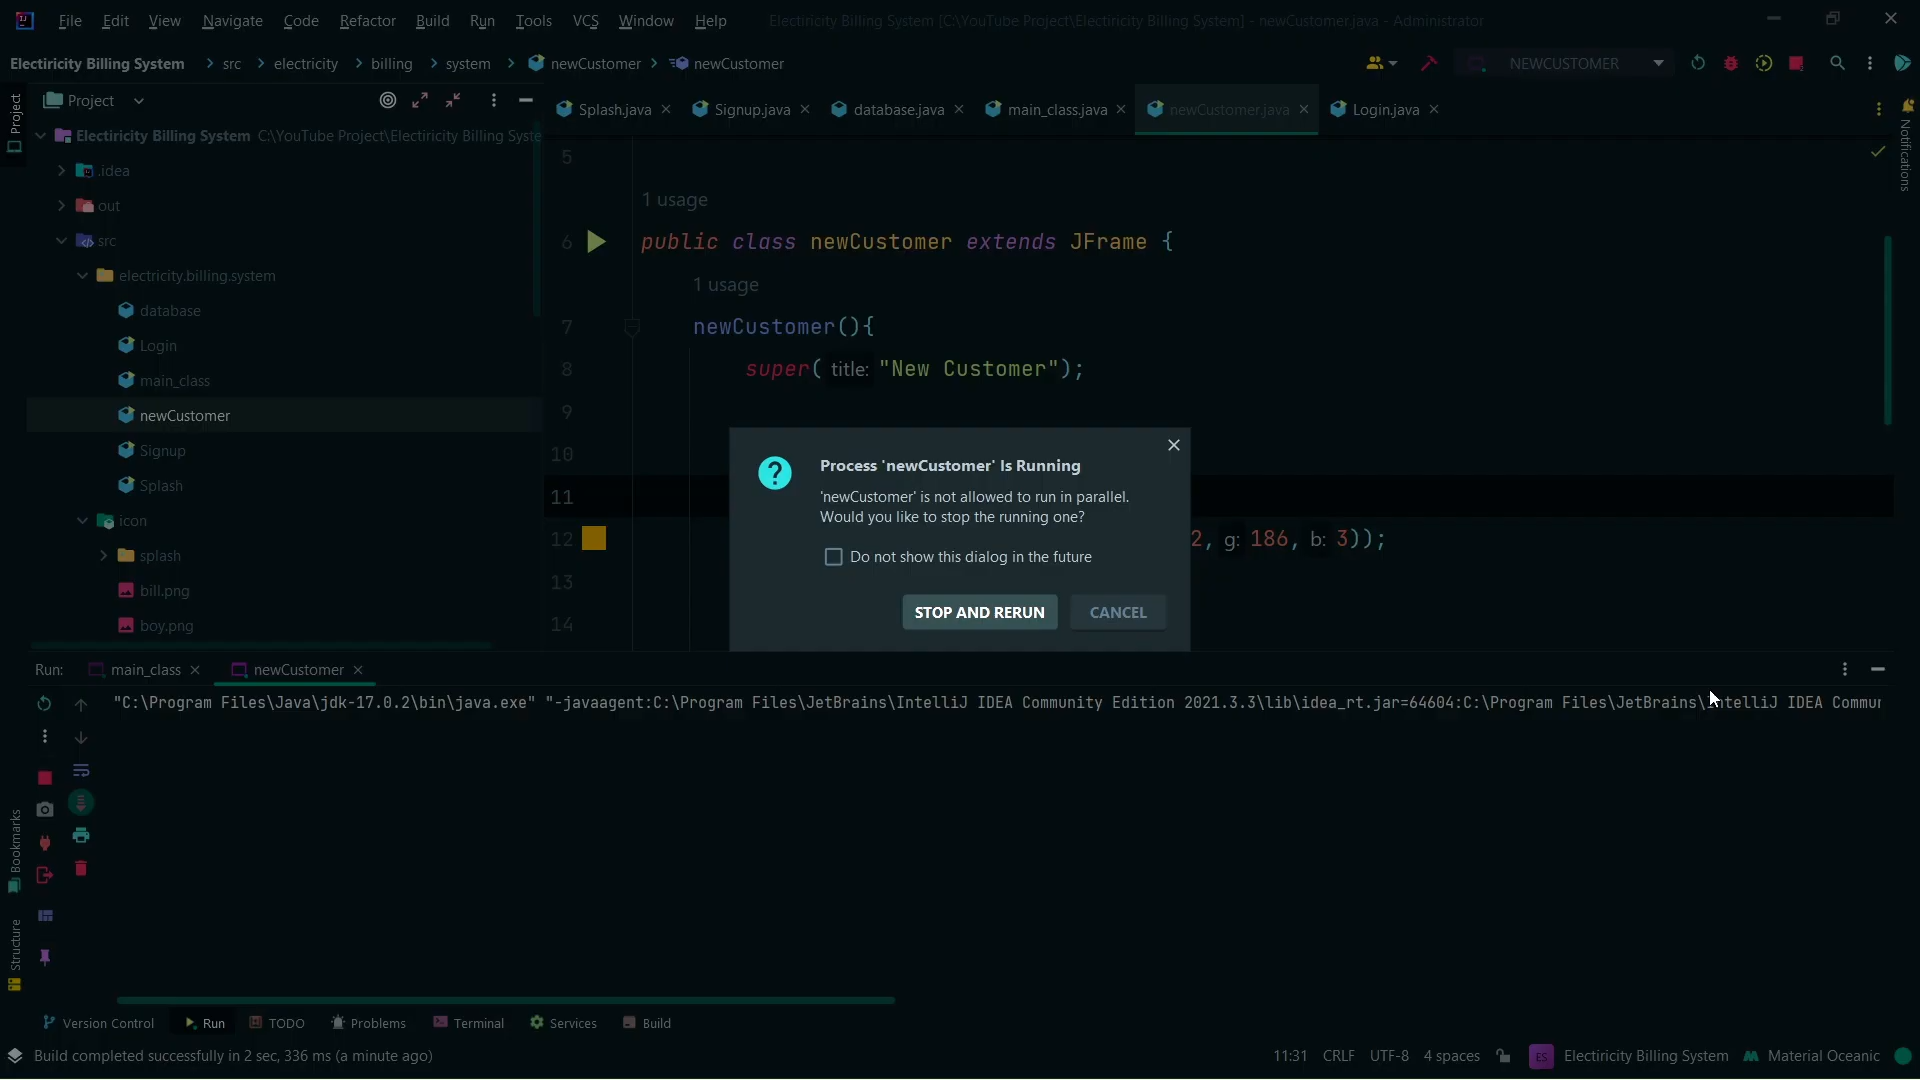 File Edit View Navigate Code Refactor Build Run Tools VCS Window Help Electricity Billing System [C:\YouTube Project\Electricity Billing System] - newCustomer.java - Administrator
Electricity Billing System src electricity billing system newCustomer newCustomer NEWCUSTOMER
Project
Project
Splash.java Signup.java database.java main_class.java newCustomer.java Login.java
Notifications
Electricity Billing System C:\YouTube Project\Electricity Billing Syste
.idea
out
src
electricity.billing.system
database
Login
main_class
newCustomer
Signup
Splash
icon
splash
bill.png
boy.png
5
1 usage
6 public class newCustomer extends JFrame {
1 usage
7 newCustomer(){
8 super( title: "New Customer");
9
10
11
12 2, g: 186, b: 3));
13
14
Process 'newCustomer' Is Running
'newCustomer' is not allowed to run in parallel.
Would you like to stop the running one?
Do not show this dialog in the future
STOP AND RERUN CANCEL
Run: main_class newCustomer
"C:\Program Files\Java\jdk-17.0.2\bin\java.exe" "-javaagent:C:\Program Files\JetBrains\IntelliJ IDEA Community Edition 2021.3.3\lib\idea_rt.jar=64604:C:\Program Files\JetBrains\IntelliJ IDEA Commun
Bookmarks
Structure
Version Control Run TODO Problems Terminal Services Build
Build completed successfully in 2 sec, 336 ms (a minute ago) 11:31 CRLF UTF-8 4 spaces ES Electricity Billing System Material Oceanic